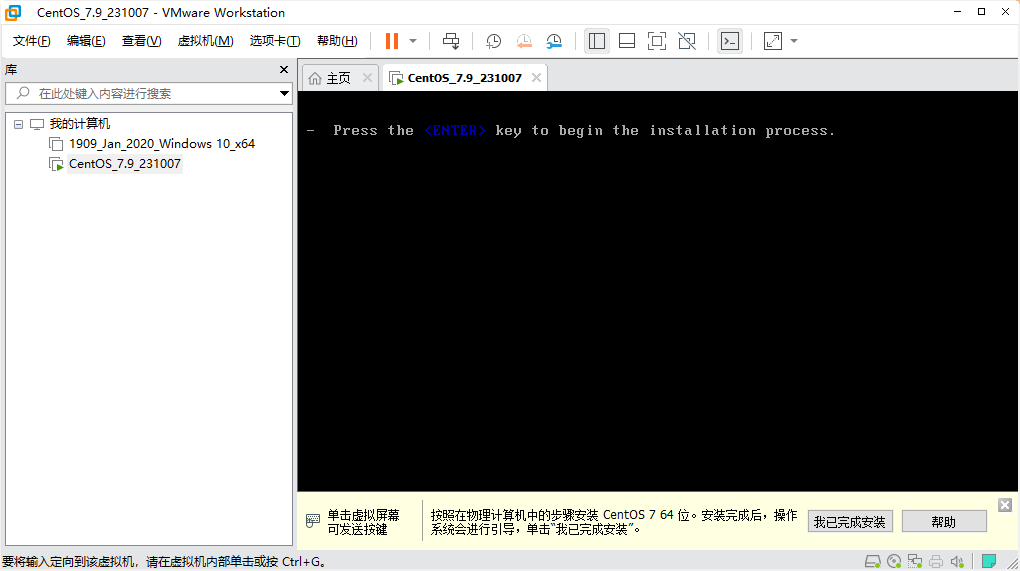 CentOS_7.9_231007 - VMware Workstation
文件(F) 编辑(E) 查看(V) 虚拟机(M) 选项卡(T) 帮助(H)
库
主页
CentOS_7.9_231007
在此处键入内容进行搜索
我的计算机
1909_Jan_2020_Windows 10_x64
CentOS_7.9_231007
- Press the <ENTER> key to begin the installation process.
单击虚拟屏幕
可发送按键
按照在物理计算机中的步骤安装 CentOS 7 64 位。安装完成后，操作
系统会进行引导，单击“我已完成安装”。
我已完成安装
帮助
要将输入定向到该虚拟机，请在虚拟机内部单击或按 Ctrl+G。